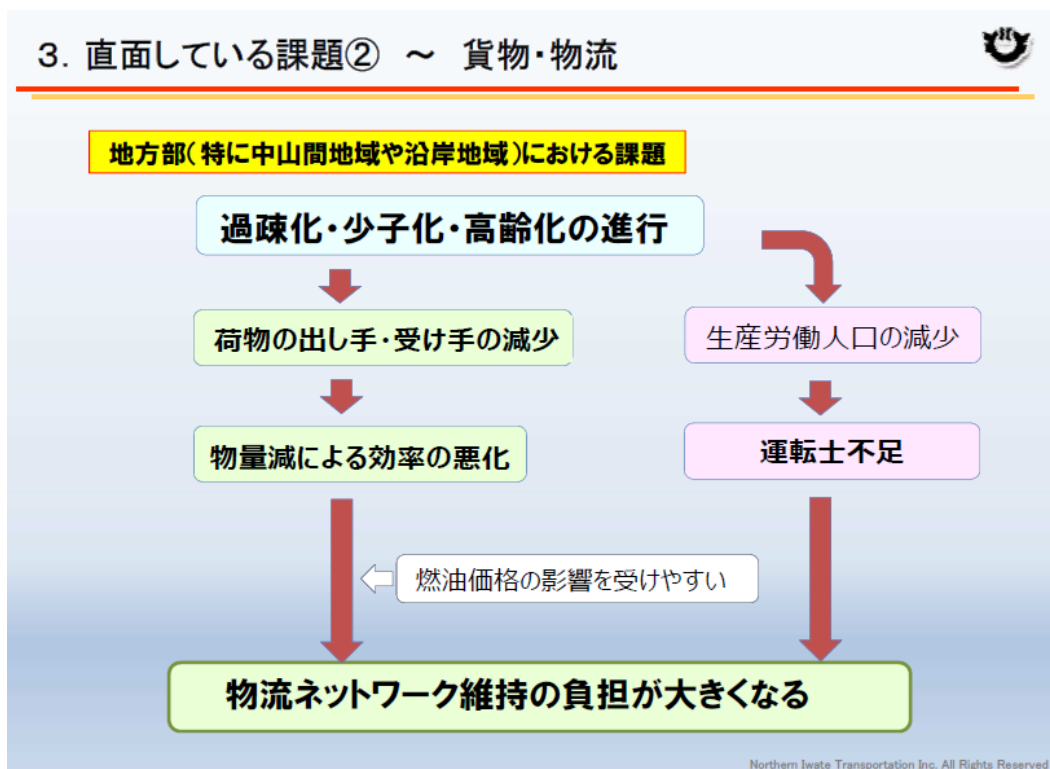 3. 直面している課題② ～ 貨物・物流
地方部(特に中山間地域や沿岸地域)における課題
過疎化・少子化・高齢化の進行
荷物の出し手・受け手の減少
生産労働人口の減少
物量減による効率の悪化
運転士不足
燃油価格の影響を受けやすい
物流ネットワーク維持の負担が大きくなる
Northern Iwate Transportation Inc. All Rights Reserved